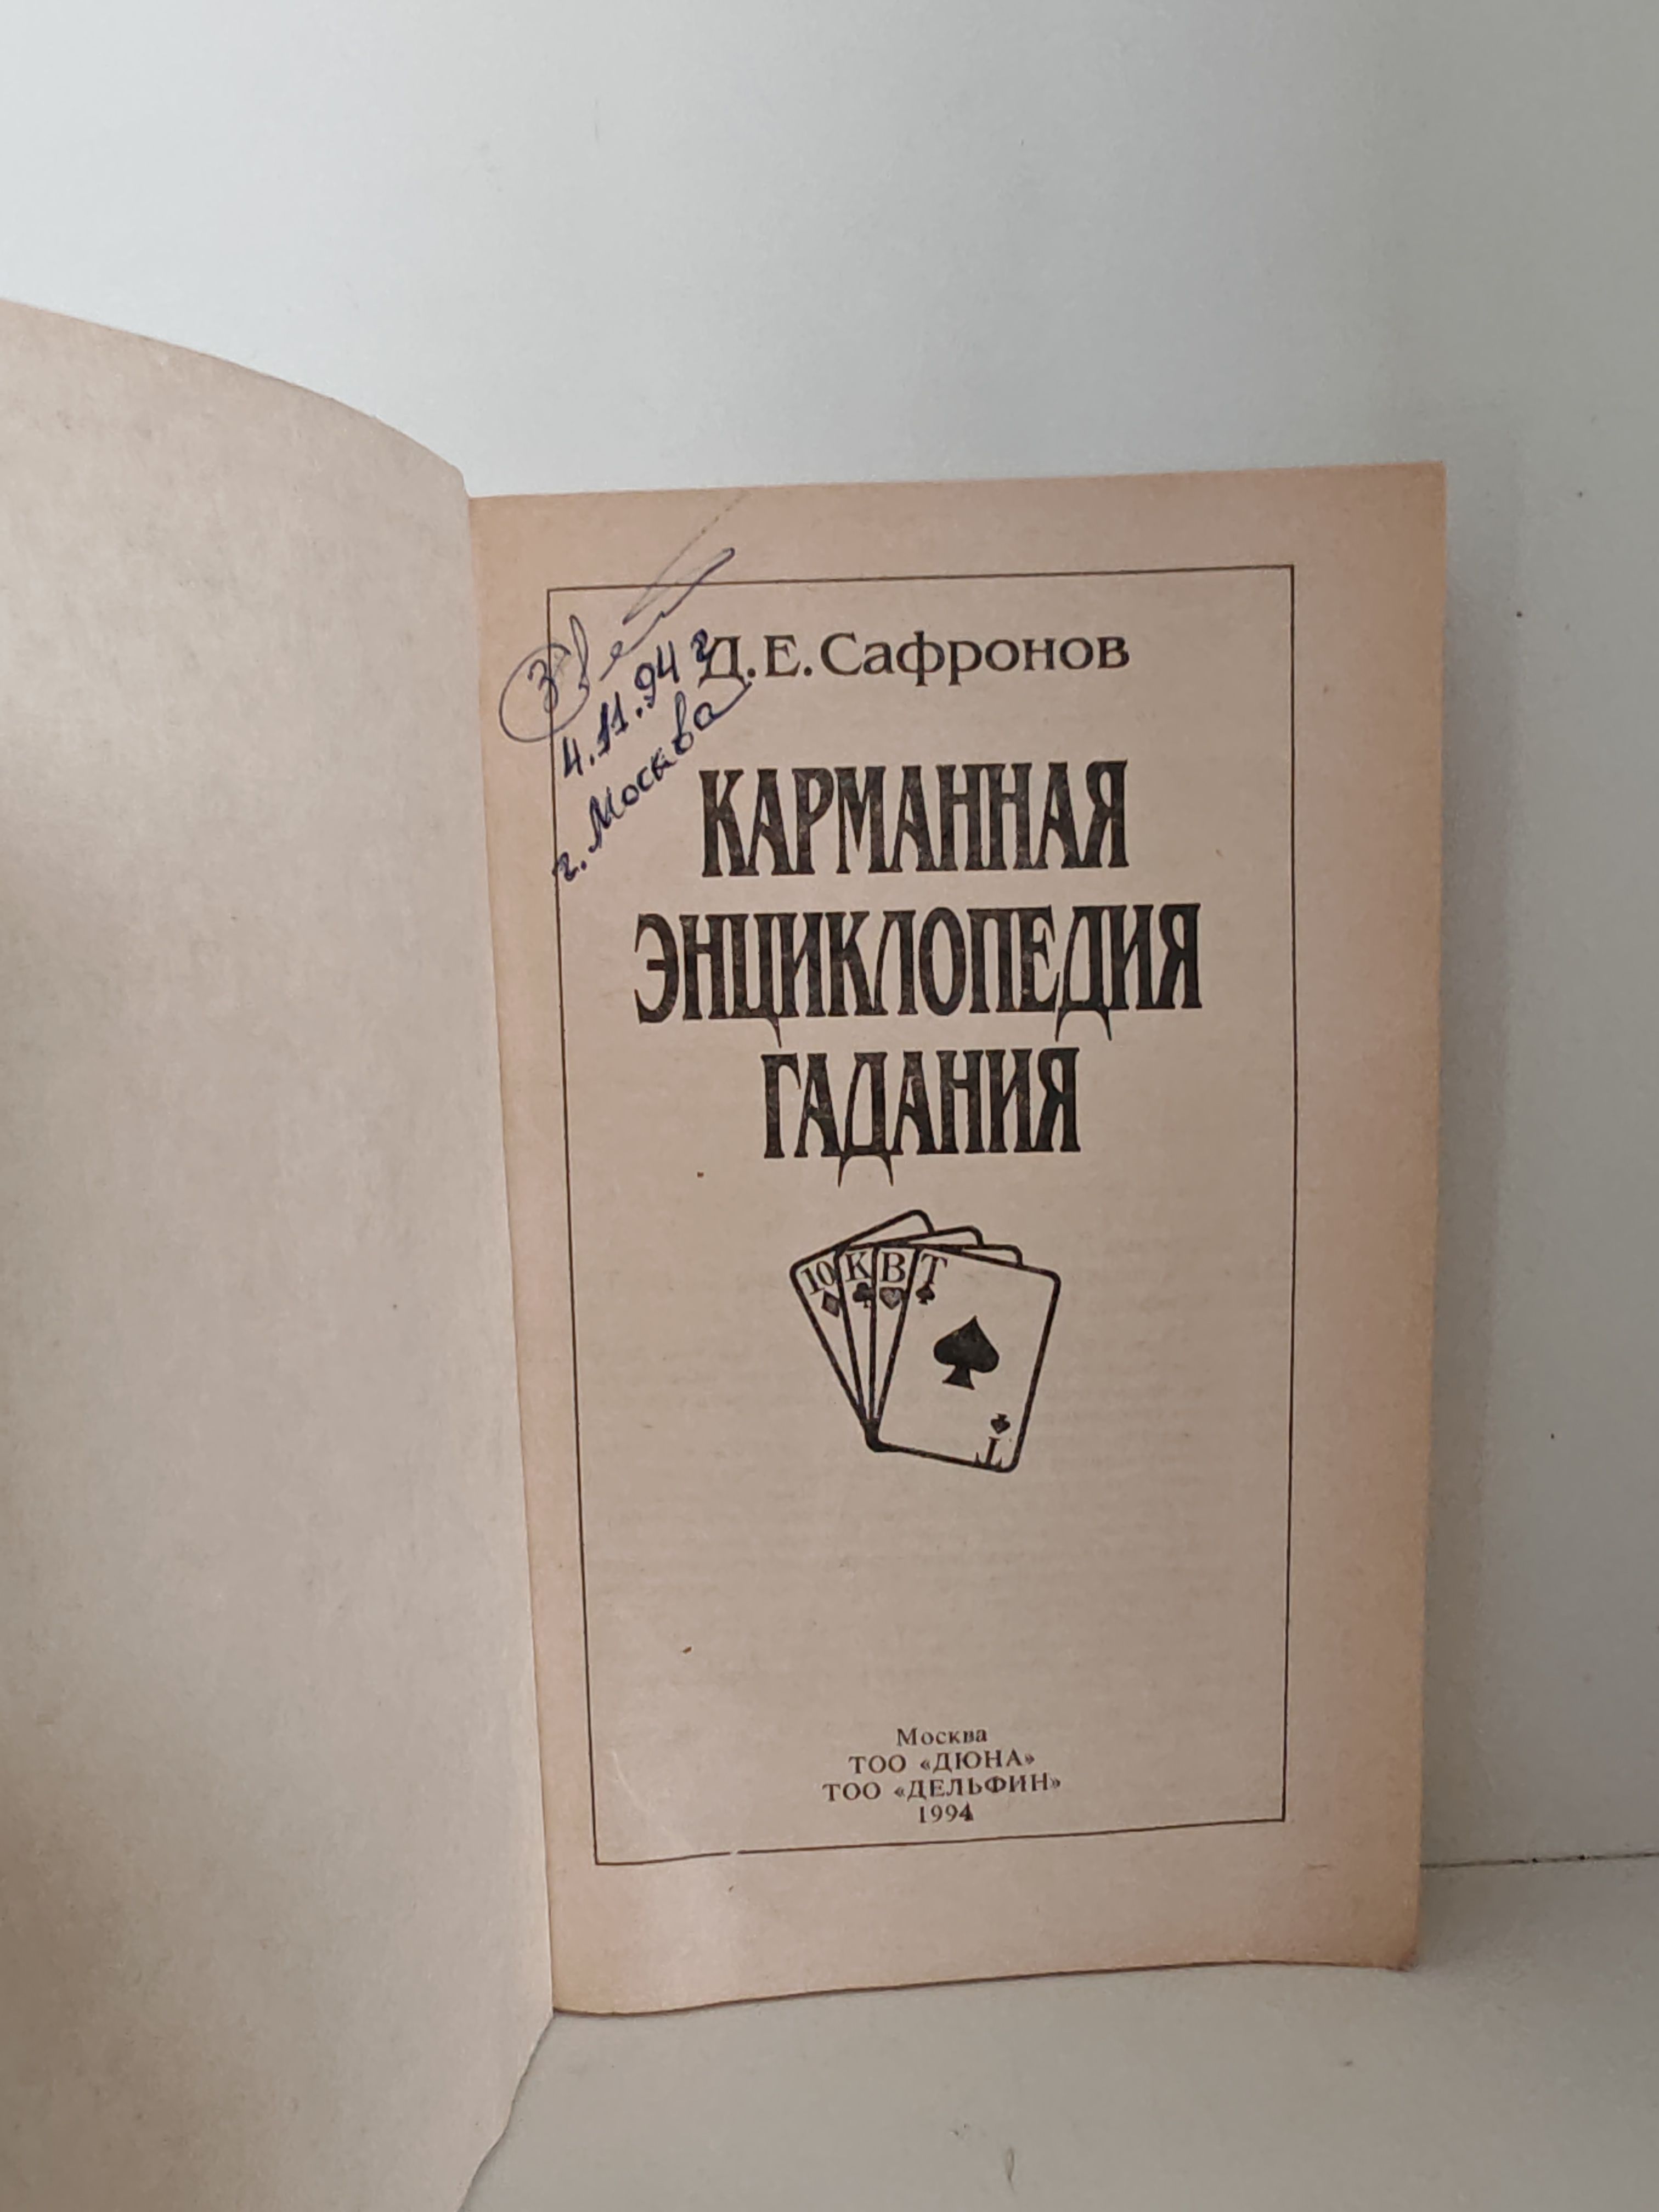 4.11.94 г
г. Москва
Д. Е. Сафронов
КАРМАННАЯ
ЭНЦИКЛОПЕДИЯ
ГАДАНИЯ
10 К В Т
Т
Москва
ТОО «ДЮНА»
ТОО «ДЕЛЬФИН»
1994